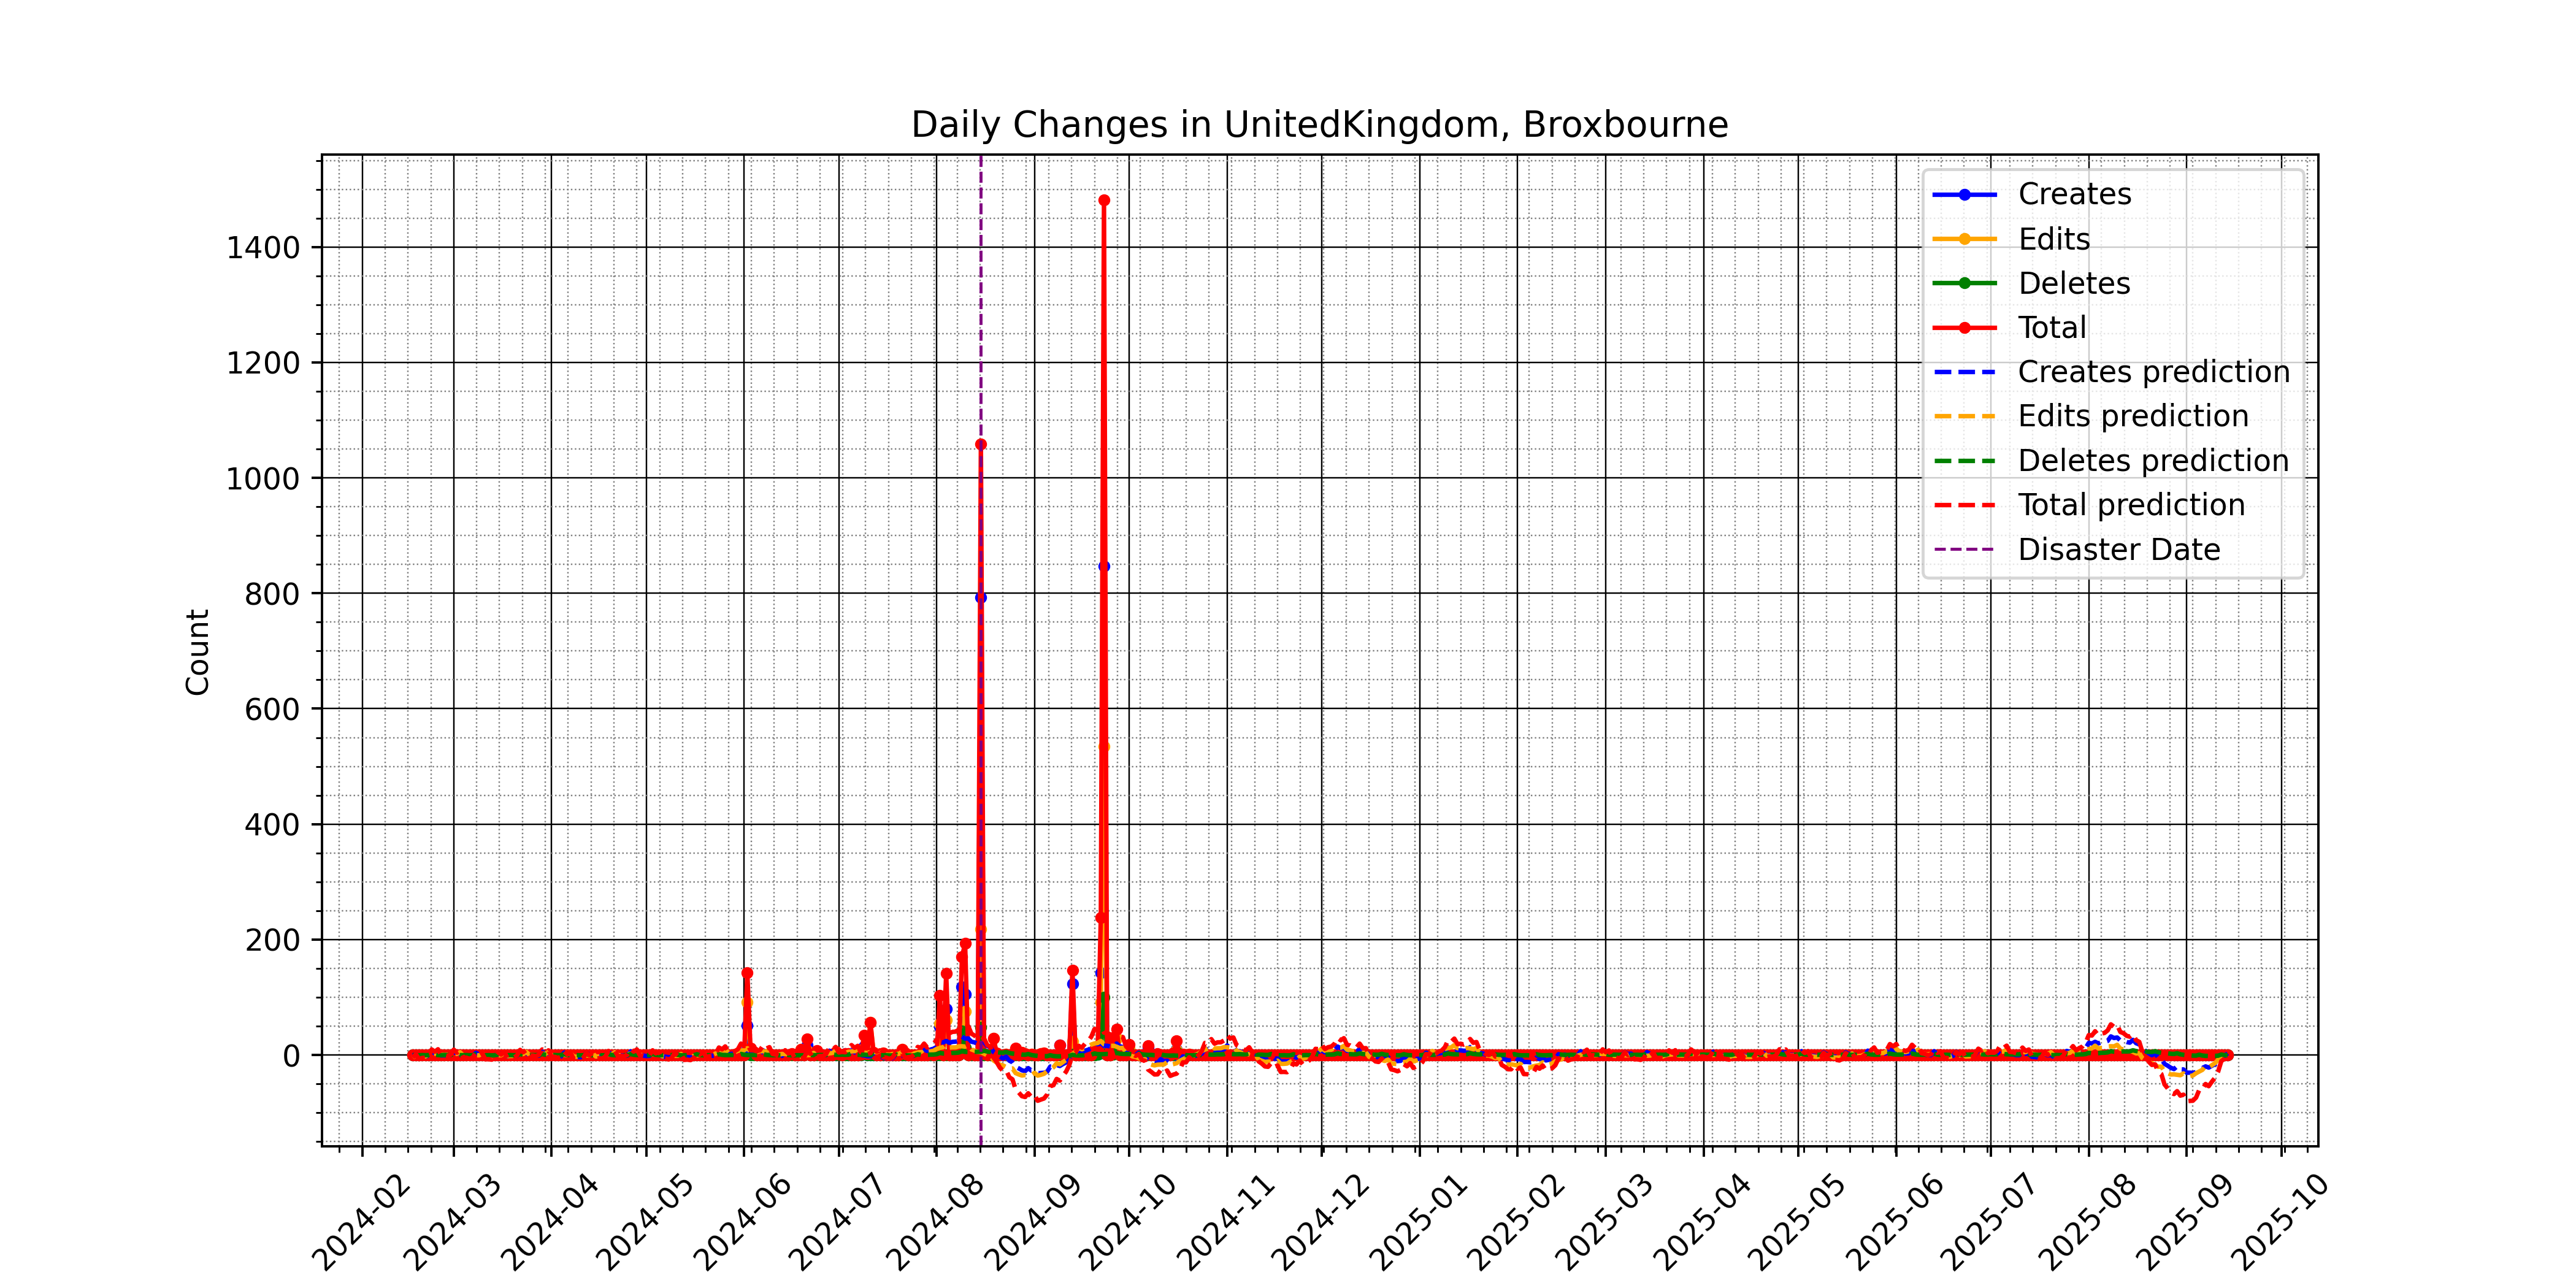 Daily Changes in UnitedKingdom, Broxbourne
Creates
Edits
Deletes
Total
Creates prediction
Edits prediction
Deletes prediction
Total prediction
Disaster Date
Count
1400
1200
1000
800
600
400
200
0
2024-02
2024-03
2024-04
2024-05
2024-06
2024-07
2024-08
2024-09
2024-10
2024-11
2024-12
2025-01
2025-02
2025-03
2025-04
2025-05
2025-06
2025-07
2025-08
2025-09
2025-10